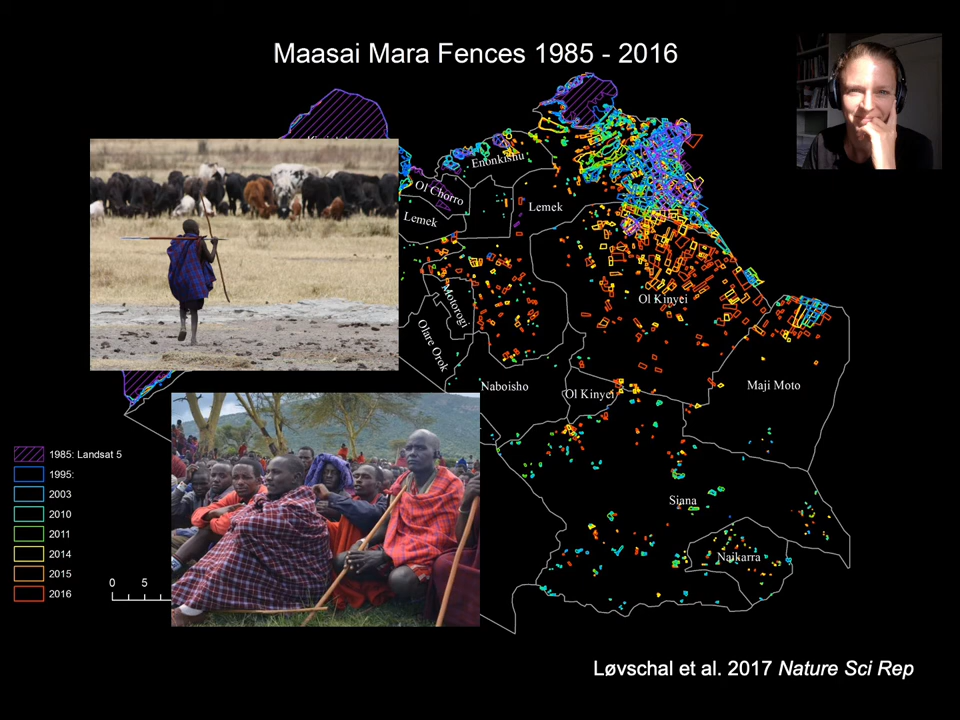 Maasai Mara Fences 1985 - 2016
Enonkishu
Ol Chorro
Lemek
Lemek
Ol Kinyei
Motorogi
Olare Orok
Naboisho
Ol Kinyei
Maji Moto
Siana
Naikarra
1985: Landsat 5
1995:
2003
2010
2011
2014
2015
2016
0 5
Løvschal et al. 2017 Nature Sci Rep